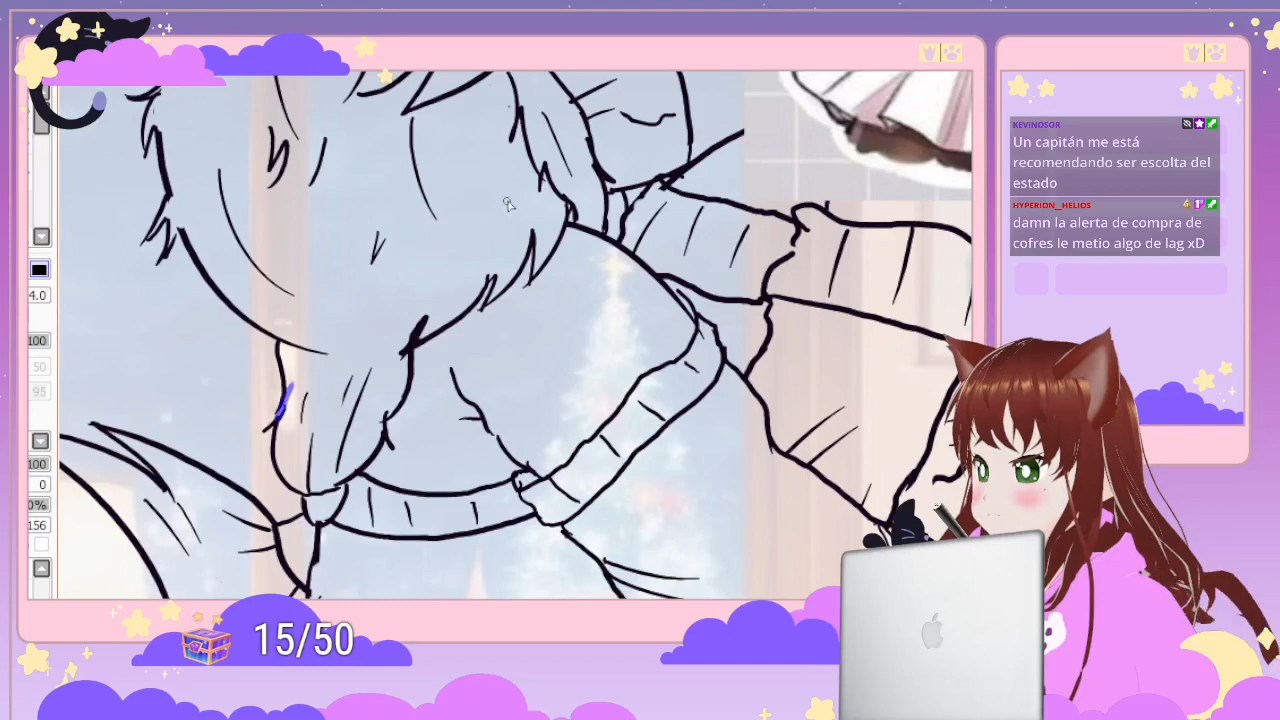 KEVINOSOR
Un capitán me está
recomendando ser escolta del
estado
HYPERION_HELIOS
damn la alerta de compra de
cofres le metio algo de lag xD
4.0
100
50
95
100
0
0%
156
15/50